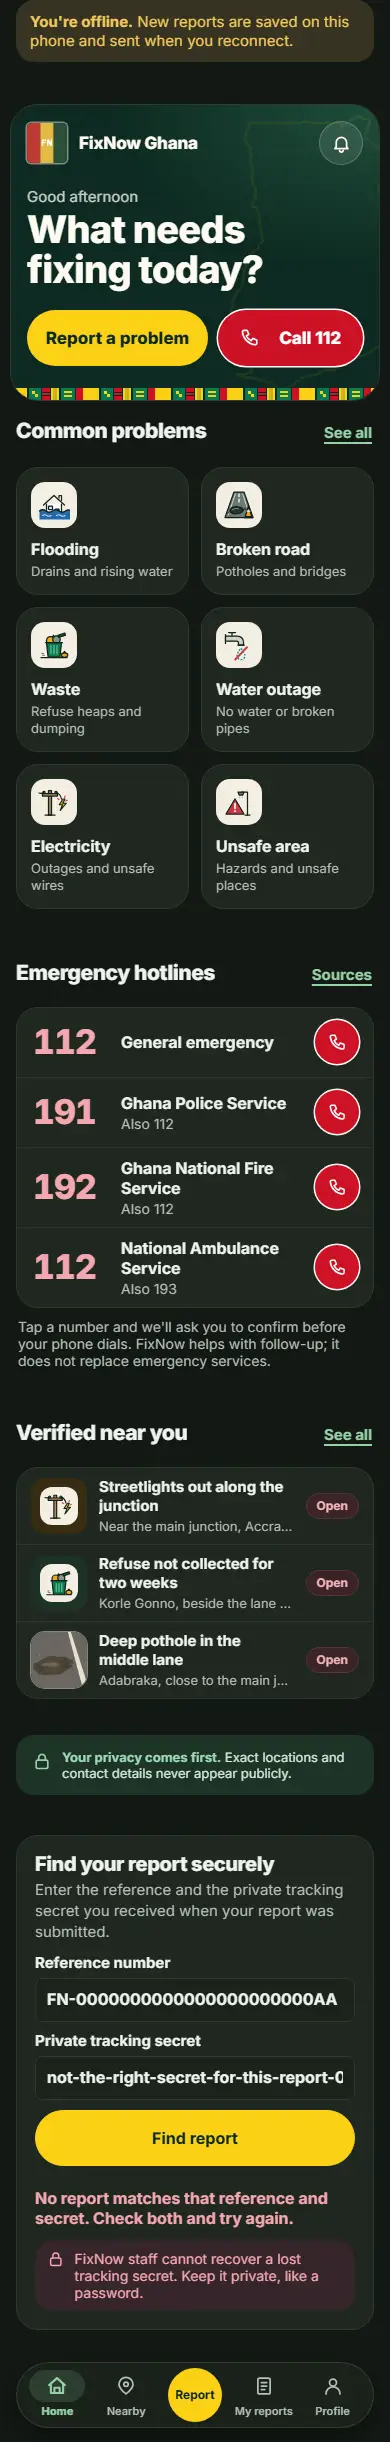 You're offline. New reports are saved on this
phone and sent when you reconnect.
FN
FixNow Ghana
Good afternoon
What needs
fixing today?
Report a problem
Call 112
Common problems
See all
Flooding
Drains and rising water
Broken road
Potholes and bridges
Waste
Refuse heaps and
dumping
Water outage
No water or broken
pipes
Electricity
Outages and unsafe
wires
Unsafe area
Hazards and unsafe
places
Emergency hotlines
Sources
112
General emergency
191
Ghana Police Service
Also 112
192
Ghana National Fire
Service
Also 112
112
National Ambulance
Service
Also 193
Tap a number and we'll ask you to confirm before
your phone dials. FixNow helps with follow-up; it
does not replace emergency services.
Verified near you
See all
Streetlights out along the
junction
Near the main junction, Accra...
Open
Refuse not collected for
two weeks
Korle Gonno, beside the lane ...
Open
Deep pothole in the
middle lane
Adabraka, close to the main j...
Open
Your privacy comes first. Exact locations and
contact details never appear publicly.
Find your report securely
Enter the reference and the private tracking
secret you received when your report was
submitted.
Reference number
FN-0000000000000000000000AA
Private tracking secret
not-the-right-secret-for-this-report-0
Find report
No report matches that reference and
secret. Check both and try again.
FixNow staff cannot recover a lost
tracking secret. Keep it private, like a
password.
Home
Nearby
Report
My reports
Profile